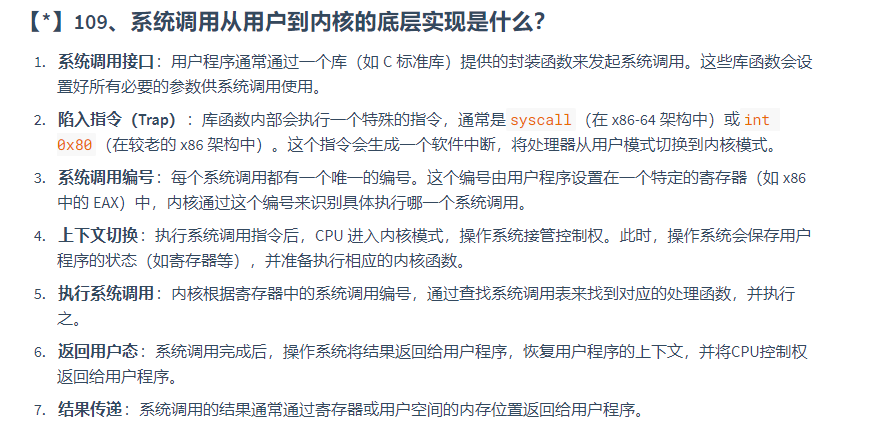 【*】109、系统调用从用户到内核的底层实现是什么？
1. 系统调用接口：用户程序通常通过一个库（如 C 标准库）提供的封装函数来发起系统调用。这些库函数会设
置好所有必要的参数供系统调用使用。
2. 陷入指令（Trap）：库函数内部会执行一个特殊的指令，通常是 syscall（在 x86-64 架构中）或 int
0x80（在较老的 x86 架构中）。这个指令会生成一个软件中断，将处理器从用户模式切换到内核模式。
3. 系统调用编号：每个系统调用都有一个唯一的编号。这个编号由用户程序设置在一个特定的寄存器（如 x86
中的 EAX）中，内核通过这个编号来识别具体执行哪一个系统调用。
4. 上下文切换：执行系统调用指令后，CPU 进入内核模式，操作系统接管控制权。此时，操作系统会保存用户
程序的状态（如寄存器等），并准备执行相应的内核函数。
5. 执行系统调用：内核根据寄存器中的系统调用编号，通过查找系统调用表来找到对应的处理函数，并执行
之。
6. 返回用户态：系统调用完成后，操作系统将结果返回给用户程序，恢复用户程序的上下文，并将CPU控制权
返回给用户程序。
7. 结果传递：系统调用的结果通常通过寄存器或用户空间的内存位置返回给用户程序。